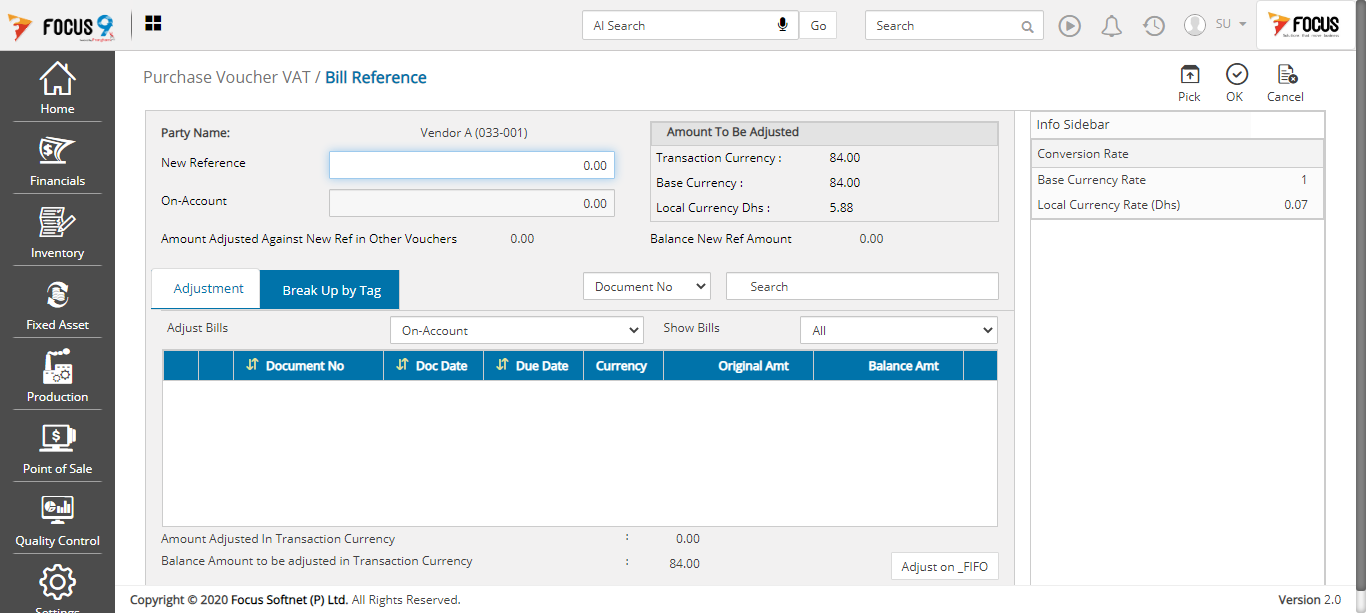 FOCUS 9
AI Search
Go
Search
SU
FOCUS
Home
Financials
Inventory
Fixed Asset
Production
Point of Sale
Quality Control
Settings
Purchase Voucher VAT / Bill Reference
Pick
OK
Cancel
Party Name:
Vendor A (033-001)
New Reference
0.00
On-Account
0.00
Amount Adjusted Against New Ref in Other Vouchers
0.00
Amount To Be Adjusted
Transaction Currency :
84.00
Base Currency :
84.00
Local Currency Dhs :
5.88
Balance New Ref Amount
0.00
Info Sidebar
Conversion Rate
Base Currency Rate
1
Local Currency Rate (Dhs)
0.07
Adjustment
Break Up by Tag
Document No
Search
Adjust Bills
On-Account
Show Bills
All
Document No
Doc Date
Due Date
Currency
Original Amt
Balance Amt
Amount Adjusted In Transaction Currency
:
0.00
Balance Amount to be adjusted in Transaction Currency
:
84.00
Adjust on _FIFO
Copyright © 2020 Focus Softnet (P) Ltd. All Rights Reserved.
Version 2.0